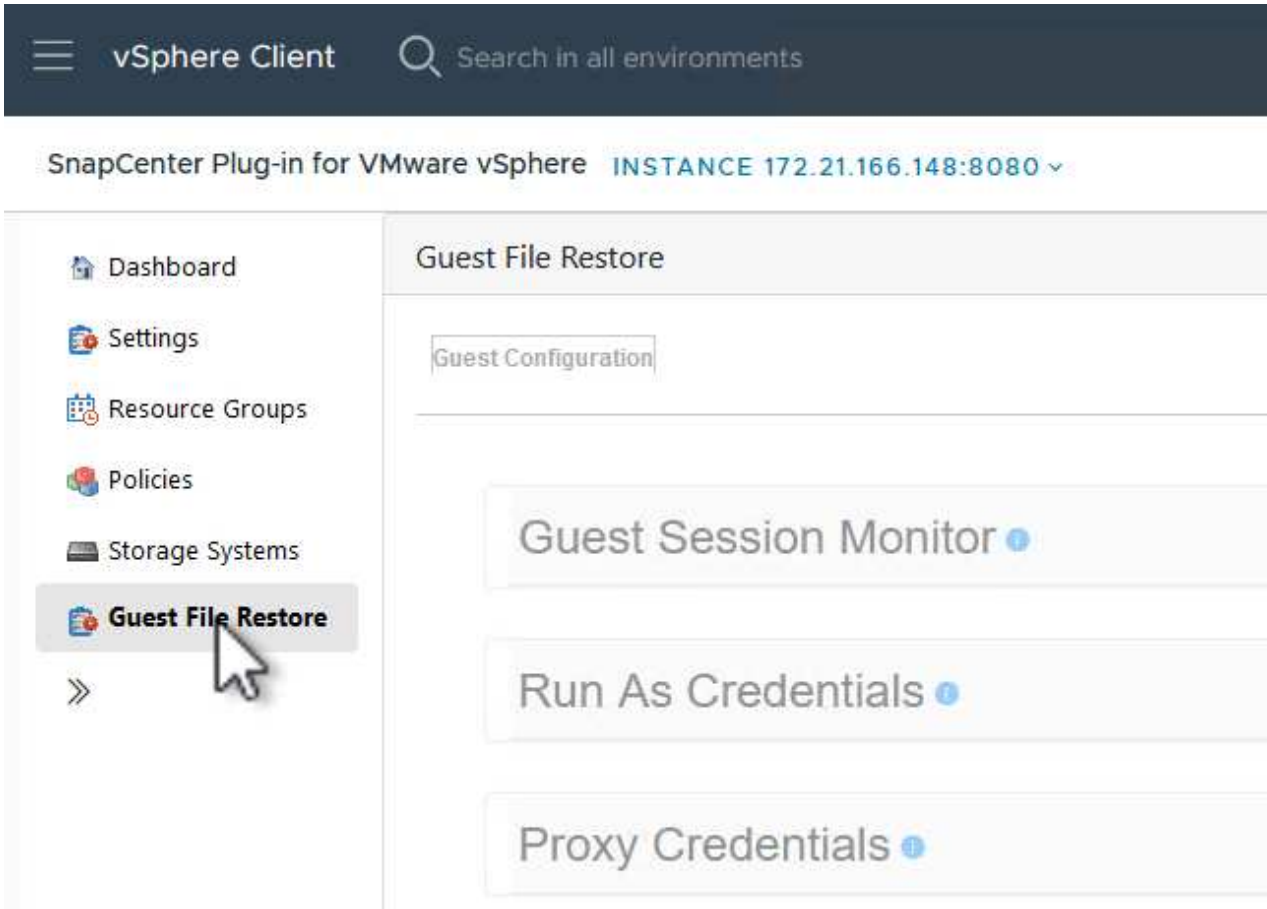 vSphere Client
Search in all environments
SnapCenter Plug-in for VMware vSphere INSTANCE 172.21.166.148:8080
Dashboard
Settings
Resource Groups
Policies
Storage Systems
Guest File Restore
Guest File Restore
Guest Configuration
Guest Session Monitor
Run As Credentials
Proxy Credentials